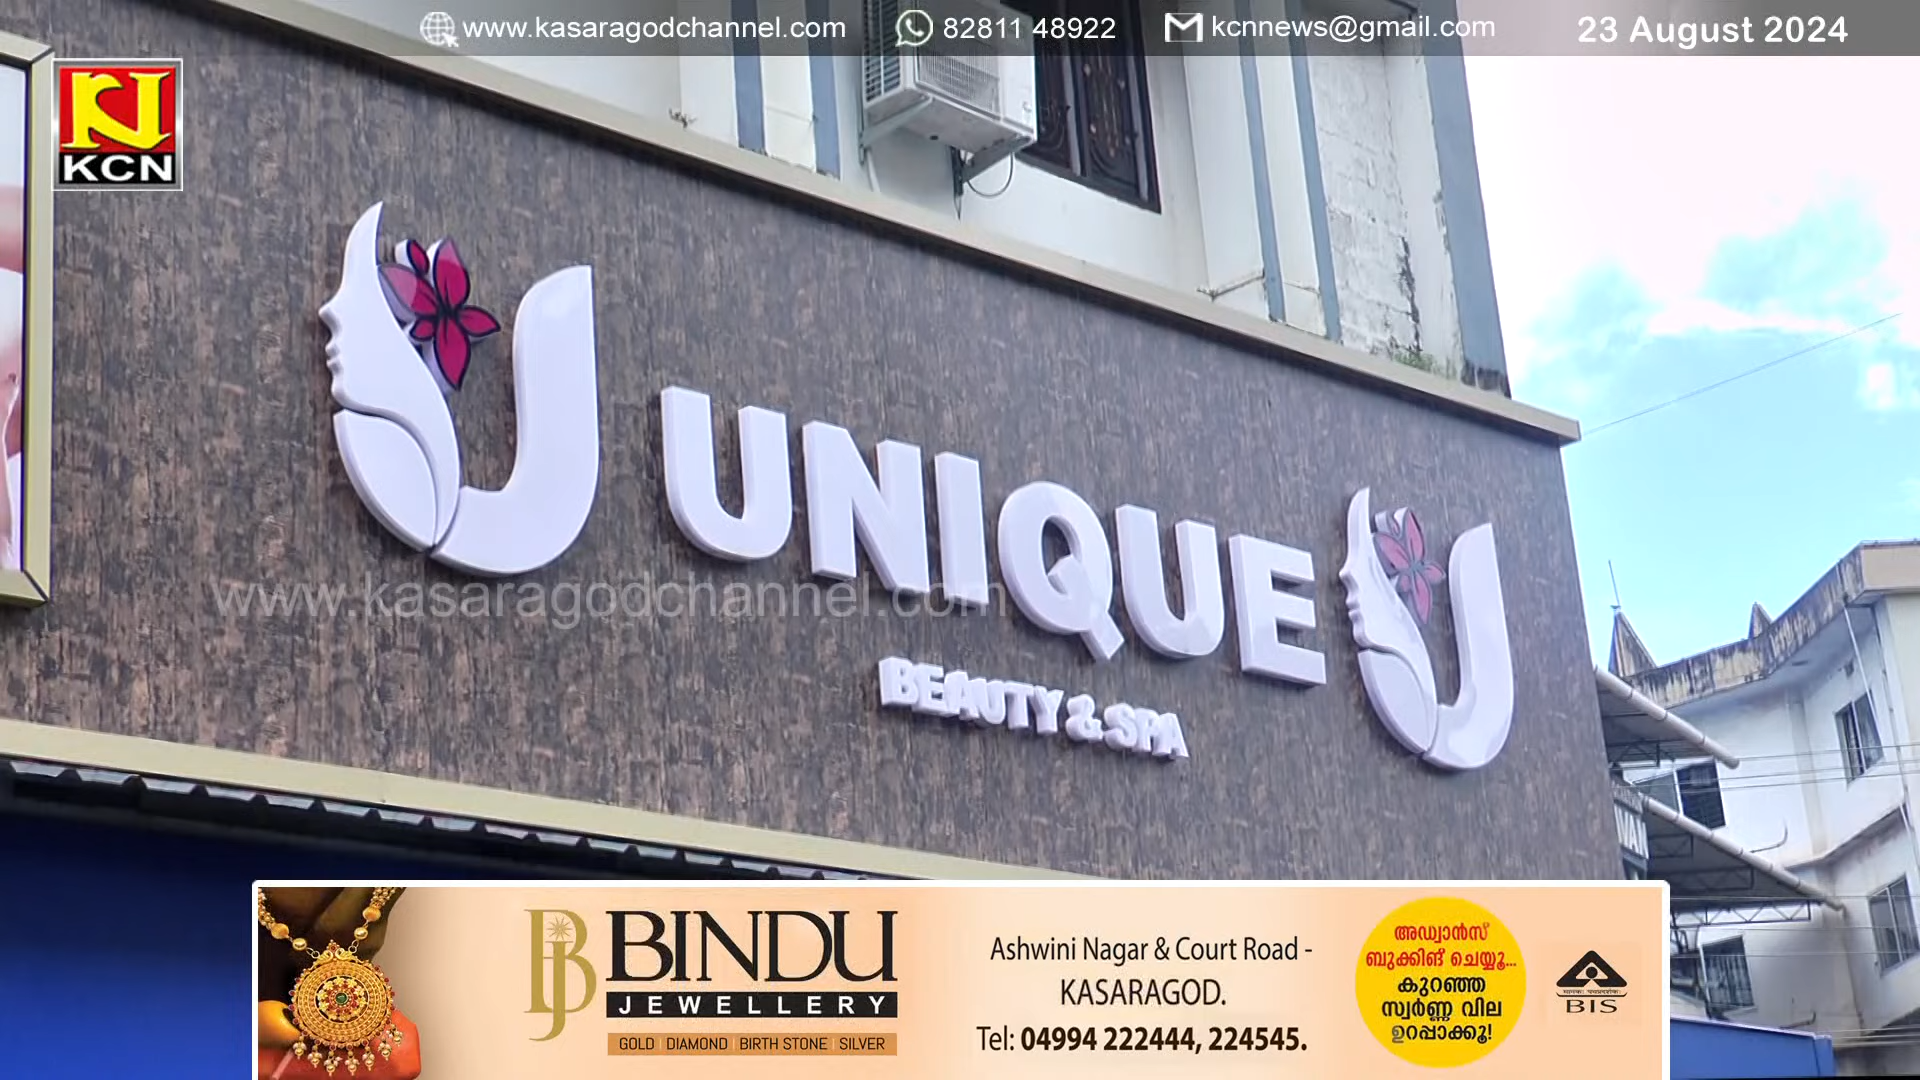 www.kasaragodchannel.com 82811 48922 kcnnews@gmail.com 23 August 2024
KCN
UNIQUE
BEAUTY & SPA
www.kasaragodchannel.com
BINDU
JEWELLERY
GOLD | DIAMOND | BIRTH STONE | SILVER
Ashwini Nagar & Court Road -
KASARAGOD.
Tel: 04994 222444, 224545.
അഡ്വാൻസ്
ബുക്കിങ് ചെയ്യൂ...
കുറഞ്ഞ
സ്വർണ്ണ വില
ഉറപ്പാക്കൂ!
BIS